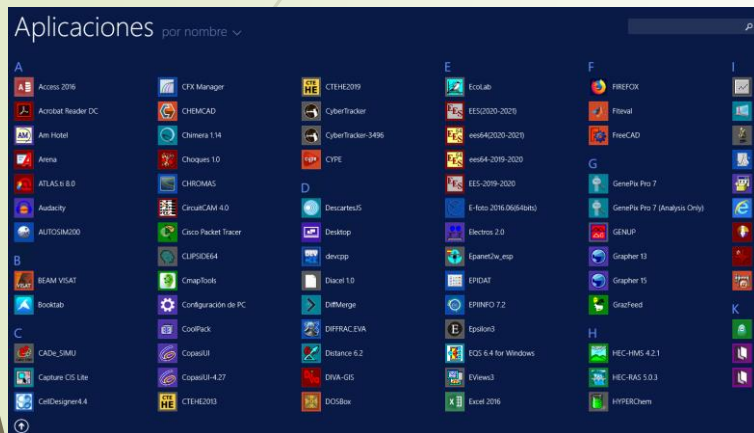 Aplicaciones por nombre
A
Access 2016
Acrobat Reader DC
Am Hotel
Arena
ATLAS.ti 8.0
Audacity
AUTOSIM200
B
BEAM VISAT
Booktab
C
CADe_SIMU
Capture CIS Lite
CellDesigner4.4
CFX Manager
CHEMCAD
Chimera 1.14
Choques 1.0
CHROMAS
CircuitCAM 4.0
Cisco Packet Tracer
CLIPSIDE64
CmapTools
Configuración de PC
CoolPack
CopasiUI
CopasiUI-4.27
CTEHE2013
CTEHE2019
CyberTracker
CyberTracker-3496
CYPE
D
DescartesJS
Desktop
devcpp
Diacel 1.0
DiffMerge
DIFFRAC.EVA
Distance 6.2
DIVA-GIS
DOSBox
E
EcoLab
EES(2020-2021)
ees64(2020-2021)
ees64-2019-2020
EES-2019-2020
E-foto 2016.06(64bits)
Electros 2.0
Epanet2w_esp
EPIDAT
EPIINFO 7.2
Epsilon3
EQS 6.4 for Windows
EViews3
Excel 2016
F
FIREFOX
Fiteval
FreeCAD
G
GenePix Pro 7
GenePix Pro 7 (Analysis Only)
GENUP
Grapher 13
Grapher 15
GrazFeed
H
HEC-HMS 4.2.1
HEC-RAS 5.0.3
HYPERChem
I
K